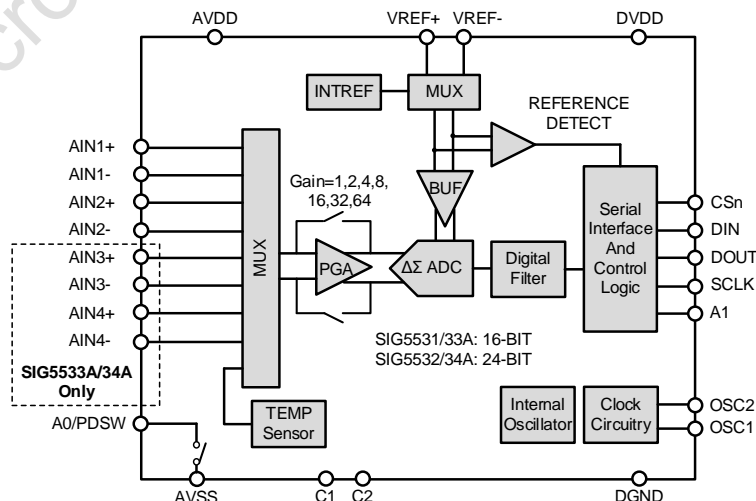 AVDD
VREF+ VREF-
DVDD
INTREF
MUX
REFERENCE
DETECT
AIN1+
AIN1-
AIN2+
AIN2-
AIN3+
AIN3-
AIN4+
AIN4-
SIG5533A/34A
Only
A0/PDSW
MUX
Gain=1,2,4,8,
16,32,64
PGA
BUF
ΔΣ ADC
Digital
Filter
Serial
Interface
And
Control
Logic
CSn
DIN
DOUT
SCLK
A1
SIG5531/33A: 16-BIT
SIG5532/34A: 24-BIT
TEMP
Sensor
Internal
Oscillator
Clock
Circuitry
OSC2
OSC1
AVSS
C1
C2
DGND